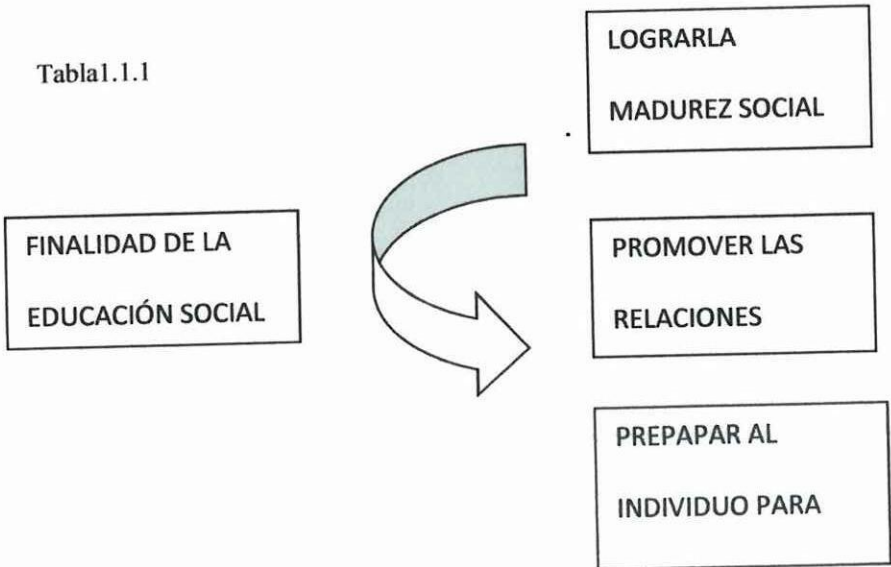 Tabla1.1.1
FINALIDAD DE LA
EDUCACIÓN SOCIAL
LOGRARLA
MADUREZ SOCIAL
PROMOVER LAS
RELACIONES
PREPAPAR AL
INDIVIDUO PARA